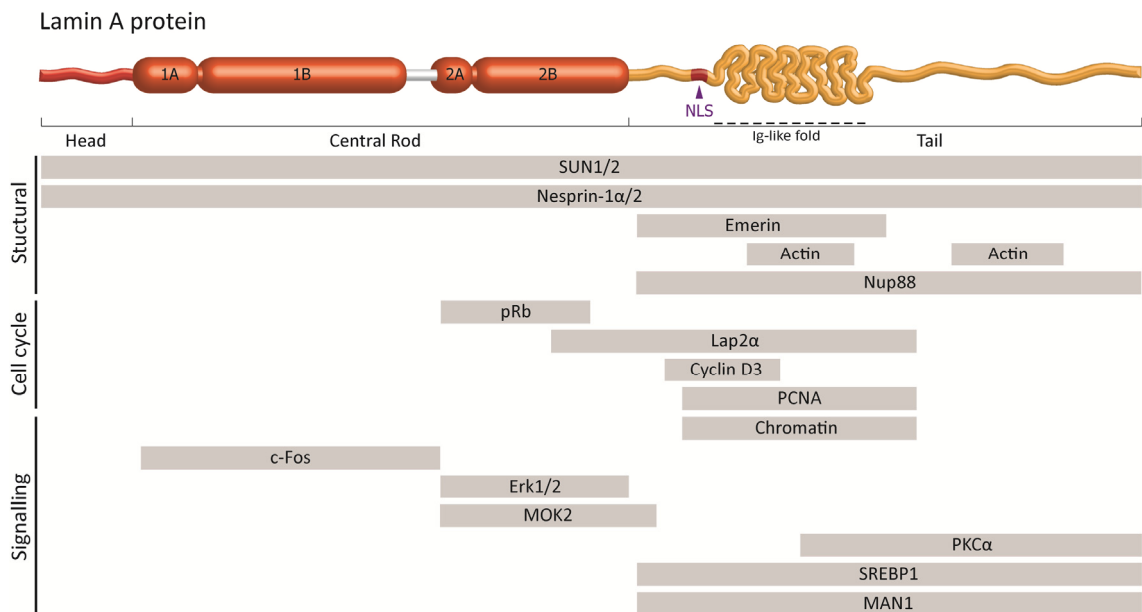 Lamin A protein
1A
1B
2A
2B
NLS
Ig-like fold
Head
Central Rod
Tail
Stuctural
SUN1/2
Nesprin-1α/2
Emerin
Actin
Actin
Nup88
Cell cycle
pRb
Lap2α
Cyclin D3
PCNA
Chromatin
Signalling
c-Fos
Erk1/2
MOK2
PKCα
SREBP1
MAN1